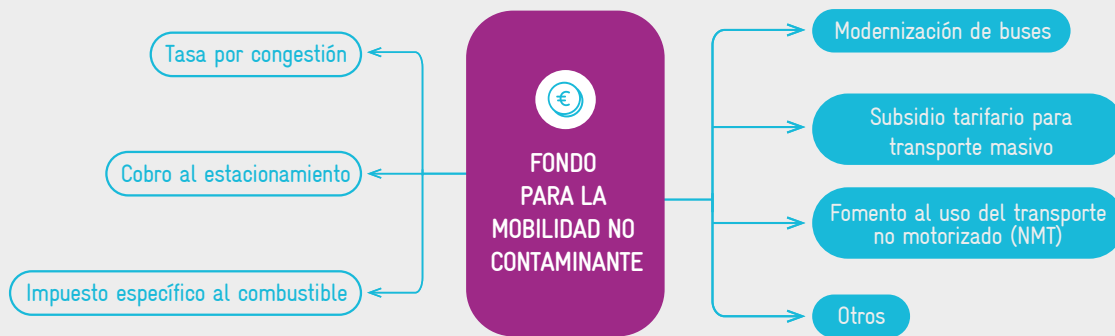 Tasa por congestión
Cobro al estacionamiento
Impuesto específico al combustible
€
FONDO
PARA LA
MOBILIDAD NO
CONTAMINANTE
Modernización de buses
Subsidio tarifario para
transporte masivo
Fomento al uso del transporte
no motorizado (NMT)
Otros